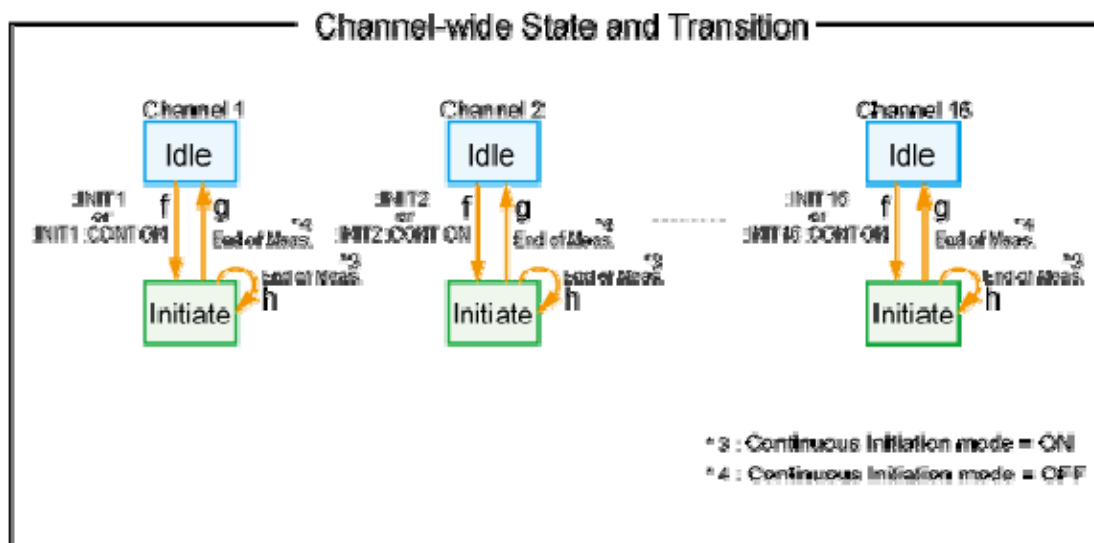 Channel-wide State and Transition
Channel 1
Idle
:INIT1
or
:INIT1:CONT ON
f
g
*4
End of Meas.
*3
End of Meas.
h
Initiate
Channel 2
Idle
:INIT2
or
:INIT2:CONT ON
f
g
*4
End of Meas.
*3
End of Meas.
h
Initiate
Channel 16
Idle
:INIT16
or
:INIT16:CONT ON
f
g
*4
End of Meas.
*3
End of Meas.
h
Initiate
*3 : Continuous Initiation mode = ON
*4 : Continuous Initiation mode = OFF